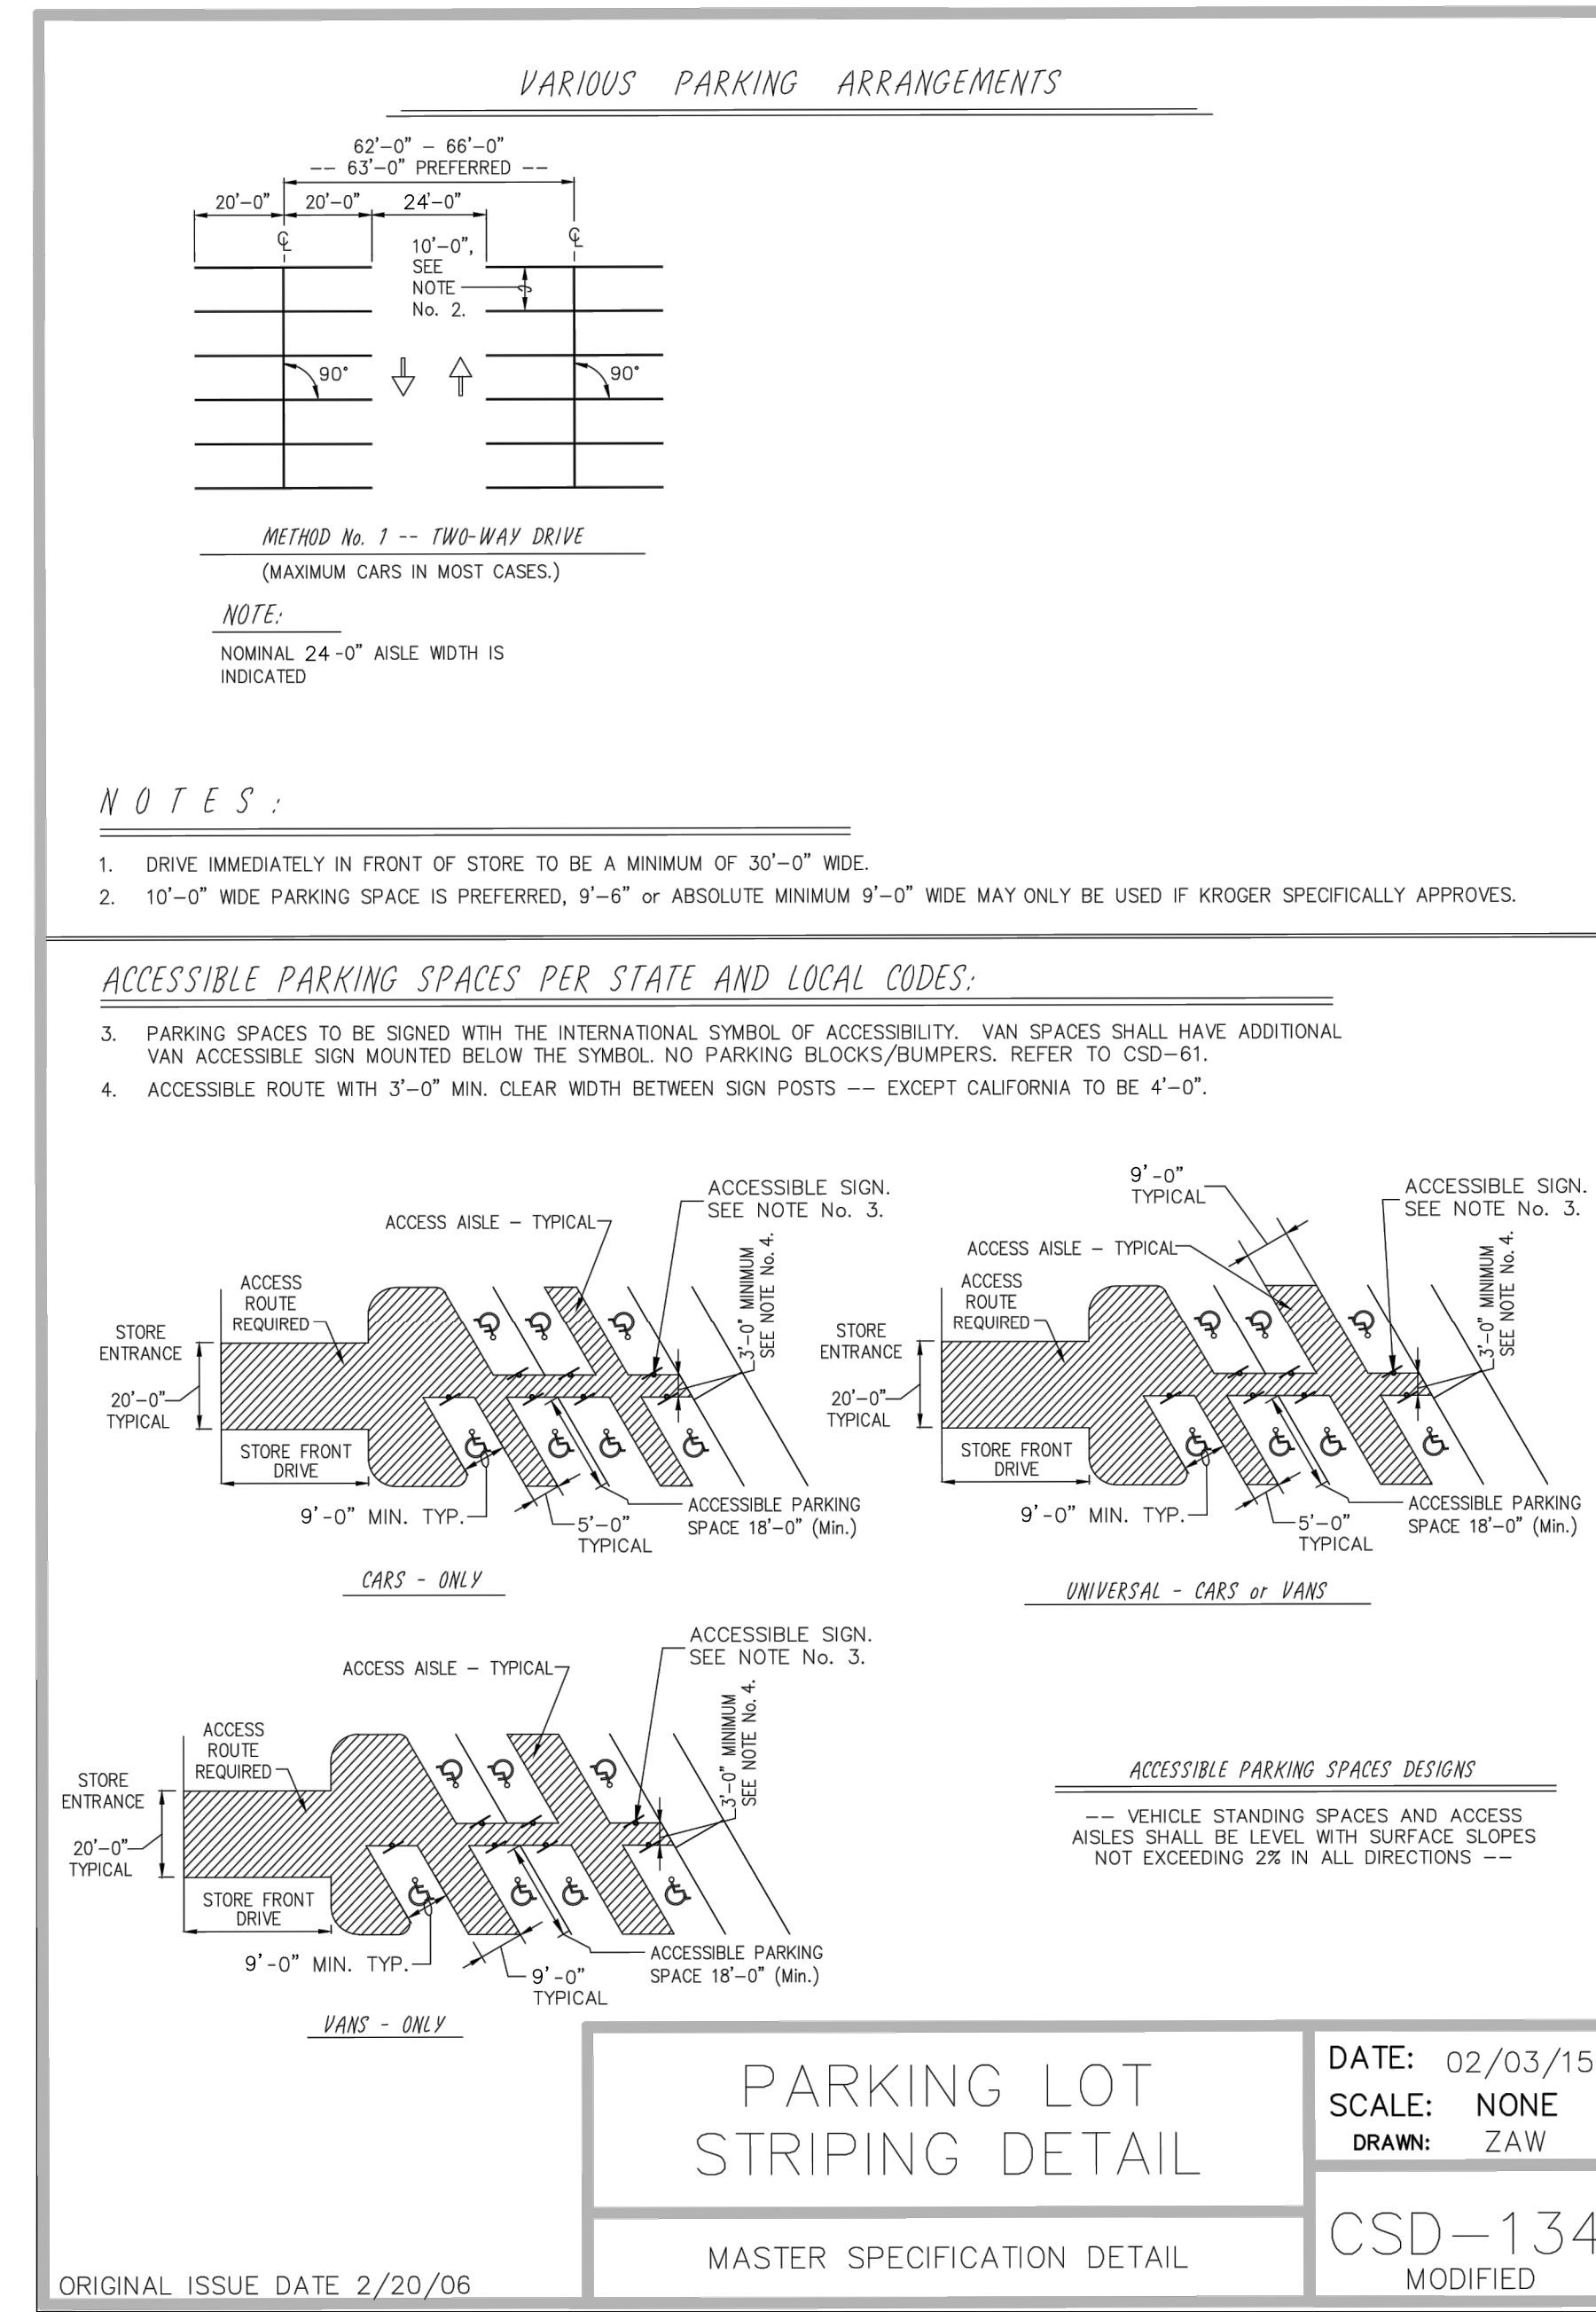 VARIOUS PARKING ARRANGEMENTS
62'-0" - 66'-0"
-- 63'-0" PREFERRED --
20'-0" 20'-0" 24'-0"
℄ ℄
10'-0",
SEE
NOTE
No. 2.
90° 90°
METHOD No. 1 -- TWO-WAY DRIVE
(MAXIMUM CARS IN MOST CASES.)
NOTE:
NOMINAL 24-0" AISLE WIDTH IS
INDICATED
NOTES:
1. DRIVE IMMEDIATELY IN FRONT OF STORE TO BE A MINIMUM OF 30'-0" WIDE.
2. 10'-0" WIDE PARKING SPACE IS PREFERRED, 9'-6" or ABSOLUTE MINIMUM 9'-0" WIDE MAY ONLY BE USED IF KROGER SPECIFICALLY APPROVES.
ACCESSIBLE PARKING SPACES PER STATE AND LOCAL CODES:
3. PARKING SPACES TO BE SIGNED WTIH THE INTERNATIONAL SYMBOL OF ACCESSIBILITY. VAN SPACES SHALL HAVE ADDITIONAL
VAN ACCESSIBLE SIGN MOUNTED BELOW THE SYMBOL. NO PARKING BLOCKS/BUMPERS. REFER TO CSD-61.
4. ACCESSIBLE ROUTE WITH 3'-0" MIN. CLEAR WIDTH BETWEEN SIGN POSTS -- EXCEPT CALIFORNIA TO BE 4'-0".
ACCESSIBLE SIGN.
SEE NOTE No. 3.
ACCESS AISLE - TYPICAL
3'-0" MINIMUM
SEE NOTE No. 4.
ACCESS
ROUTE
REQUIRED
STORE
ENTRANCE
20'-0"
TYPICAL
STORE FRONT
DRIVE
9'-0" MIN. TYP.
5'-0"
TYPICAL
ACCESSIBLE PARKING
SPACE 18'-0" (Min.)
CARS - ONLY
9'-0"
TYPICAL
ACCESSIBLE SIGN.
SEE NOTE No. 3.
ACCESS AISLE - TYPICAL
3'-0" MINIMUM
SEE NOTE No. 4.
ACCESS
ROUTE
REQUIRED
STORE
ENTRANCE
20'-0"
TYPICAL
STORE FRONT
DRIVE
9'-0" MIN. TYP.
5'-0"
TYPICAL
ACCESSIBLE PARKING
SPACE 18'-0" (Min.)
UNIVERSAL - CARS or VANS
ACCESSIBLE SIGN.
SEE NOTE No. 3.
ACCESS AISLE - TYPICAL
3'-0" MINIMUM
SEE NOTE No. 4.
ACCESS
ROUTE
REQUIRED
STORE
ENTRANCE
20'-0"
TYPICAL
STORE FRONT
DRIVE
9'-0" MIN. TYP.
9'-0"
TYPICAL
ACCESSIBLE PARKING
SPACE 18'-0" (Min.)
VANS - ONLY
ACCESSIBLE PARKING SPACES DESIGNS
-- VEHICLE STANDING SPACES AND ACCESS
AISLES SHALL BE LEVEL WITH SURFACE SLOPES
NOT EXCEEDING 2% IN ALL DIRECTIONS --
PARKING LOT
STRIPING DETAIL
MASTER SPECIFICATION DETAIL
DATE: 02/03/15
SCALE: NONE
DRAWN: ZAW
CSD-134
MODIFIED
ORIGINAL ISSUE DATE 2/20/06